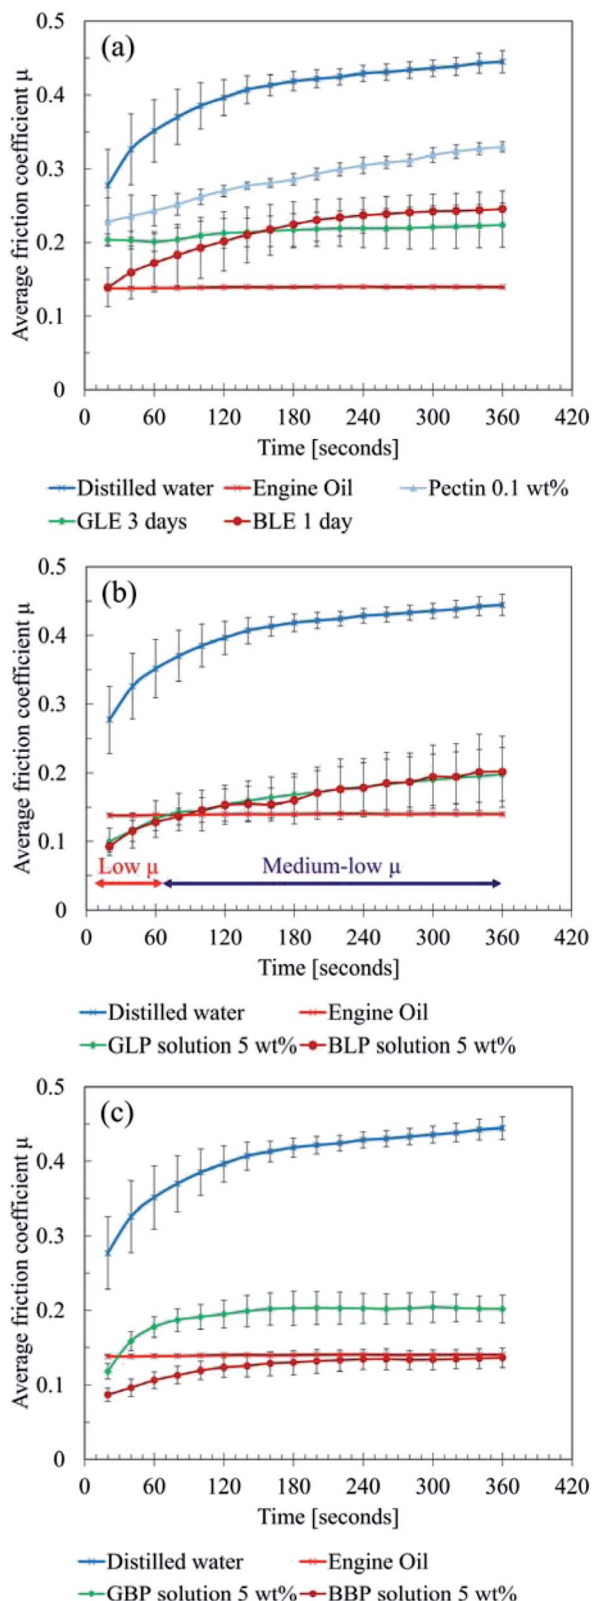 (a)
Average friction coefficient μ
0.5
0.4
0.3
0.2
0.1
0
0 60 120 180 240 300 360 420
Time [seconds]
Distilled water Engine Oil Pectin 0.1 wt%
GLE 3 days BLE 1 day
(b)
Average friction coefficient μ
0.5
0.4
0.3
0.2
0.1
0
Low μ Medium-low μ
0 60 120 180 240 300 360 420
Time [seconds]
Distilled water Engine Oil
GLP solution 5 wt% BLP solution 5 wt%
(c)
Average friction coefficient μ
0.5
0.4
0.3
0.2
0.1
0
0 60 120 180 240 300 360 420
Time [seconds]
Distilled water Engine Oil
GBP solution 5 wt% BBP solution 5 wt%